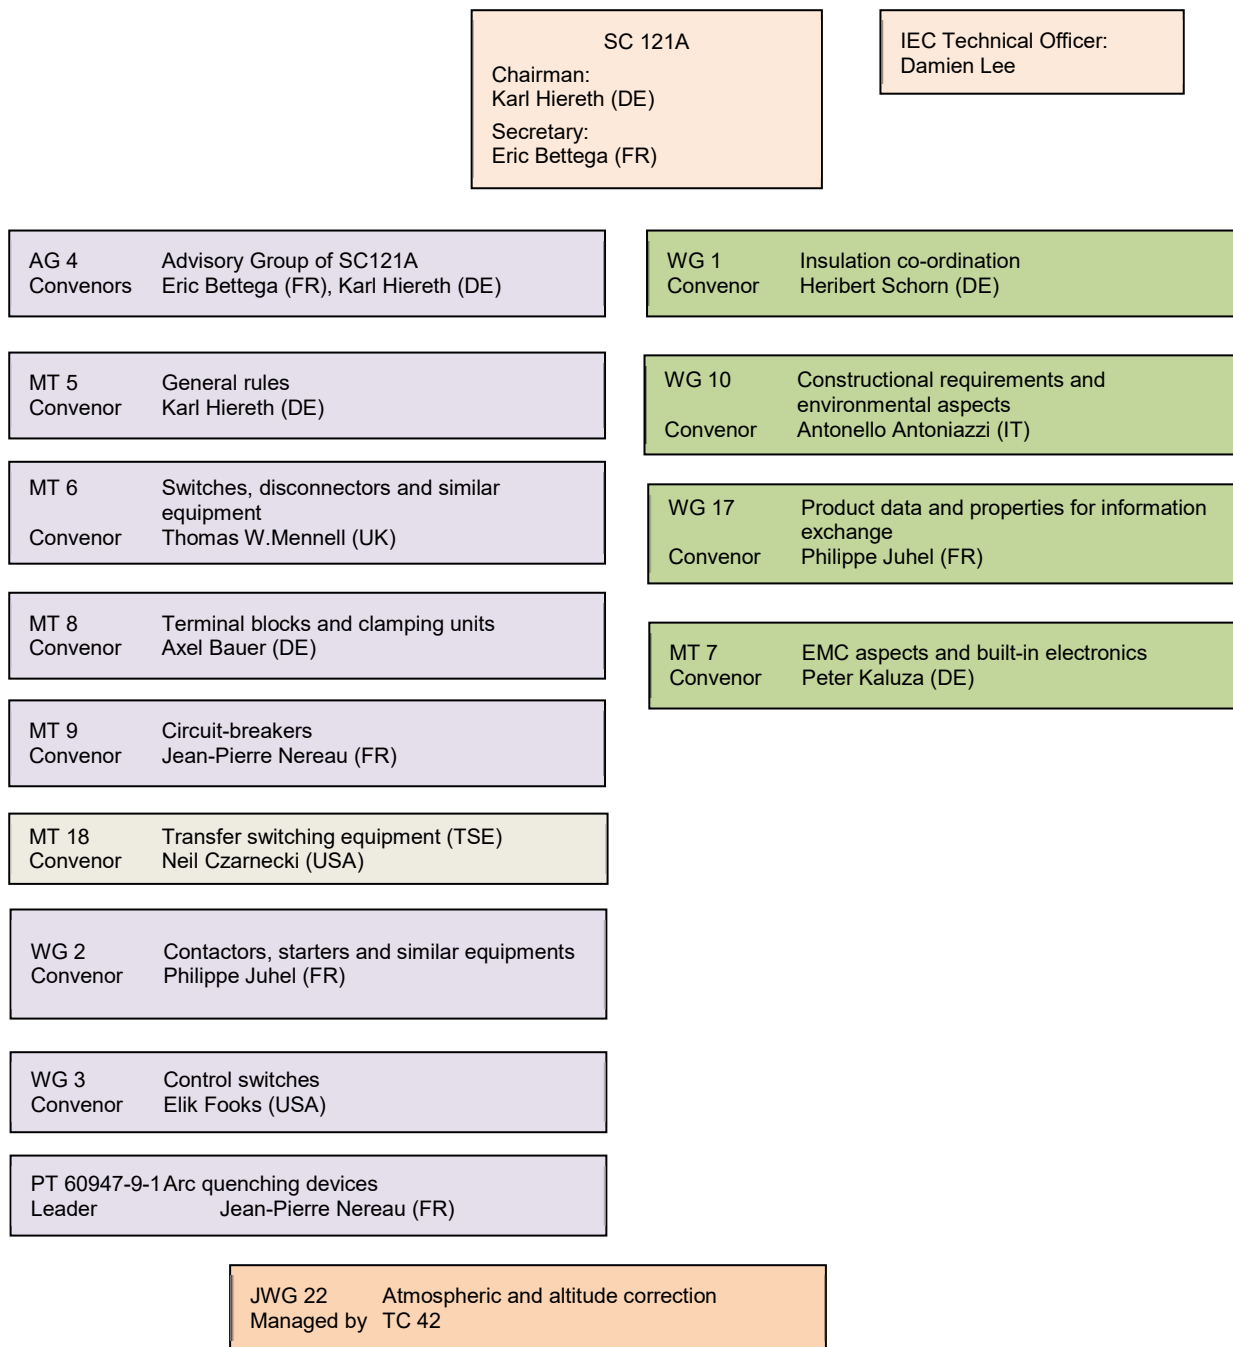 SC 121A
Chairman:
Karl Hiereth (DE)
Secretary:
Eric Bettega (FR)
IEC Technical Officer:
Damien Lee
AG 4 Advisory Group of SC121A
Convenors Eric Bettega (FR), Karl Hiereth (DE)
MT 5 General rules
Convenor Karl Hiereth (DE)
MT 6 Switches, disconnectors and similar
equipment
Convenor Thomas W.Mennell (UK)
MT 8 Terminal blocks and clamping units
Convenor Axel Bauer (DE)
MT 9 Circuit-breakers
Convenor Jean-Pierre Nereau (FR)
MT 18 Transfer switching equipment (TSE)
Convenor Neil Czarnecki (USA)
WG 2 Contactors, starters and similar equipments
Convenor Philippe Juhel (FR)
WG 3 Control switches
Convenor Elik Fooks (USA)
PT 60947-9-1 Arc quenching devices
Leader Jean-Pierre Nereau (FR)
WG 1 Insulation co-ordination
Convenor Heribert Schorn (DE)
WG 10 Constructional requirements and
environmental aspects
Convenor Antonello Antoniazzi (IT)
WG 17 Product data and properties for information
exchange
Convenor Philippe Juhel (FR)
MT 7 EMC aspects and built-in electronics
Convenor Peter Kaluza (DE)
JWG 22 Atmospheric and altitude correction
Managed by TC 42